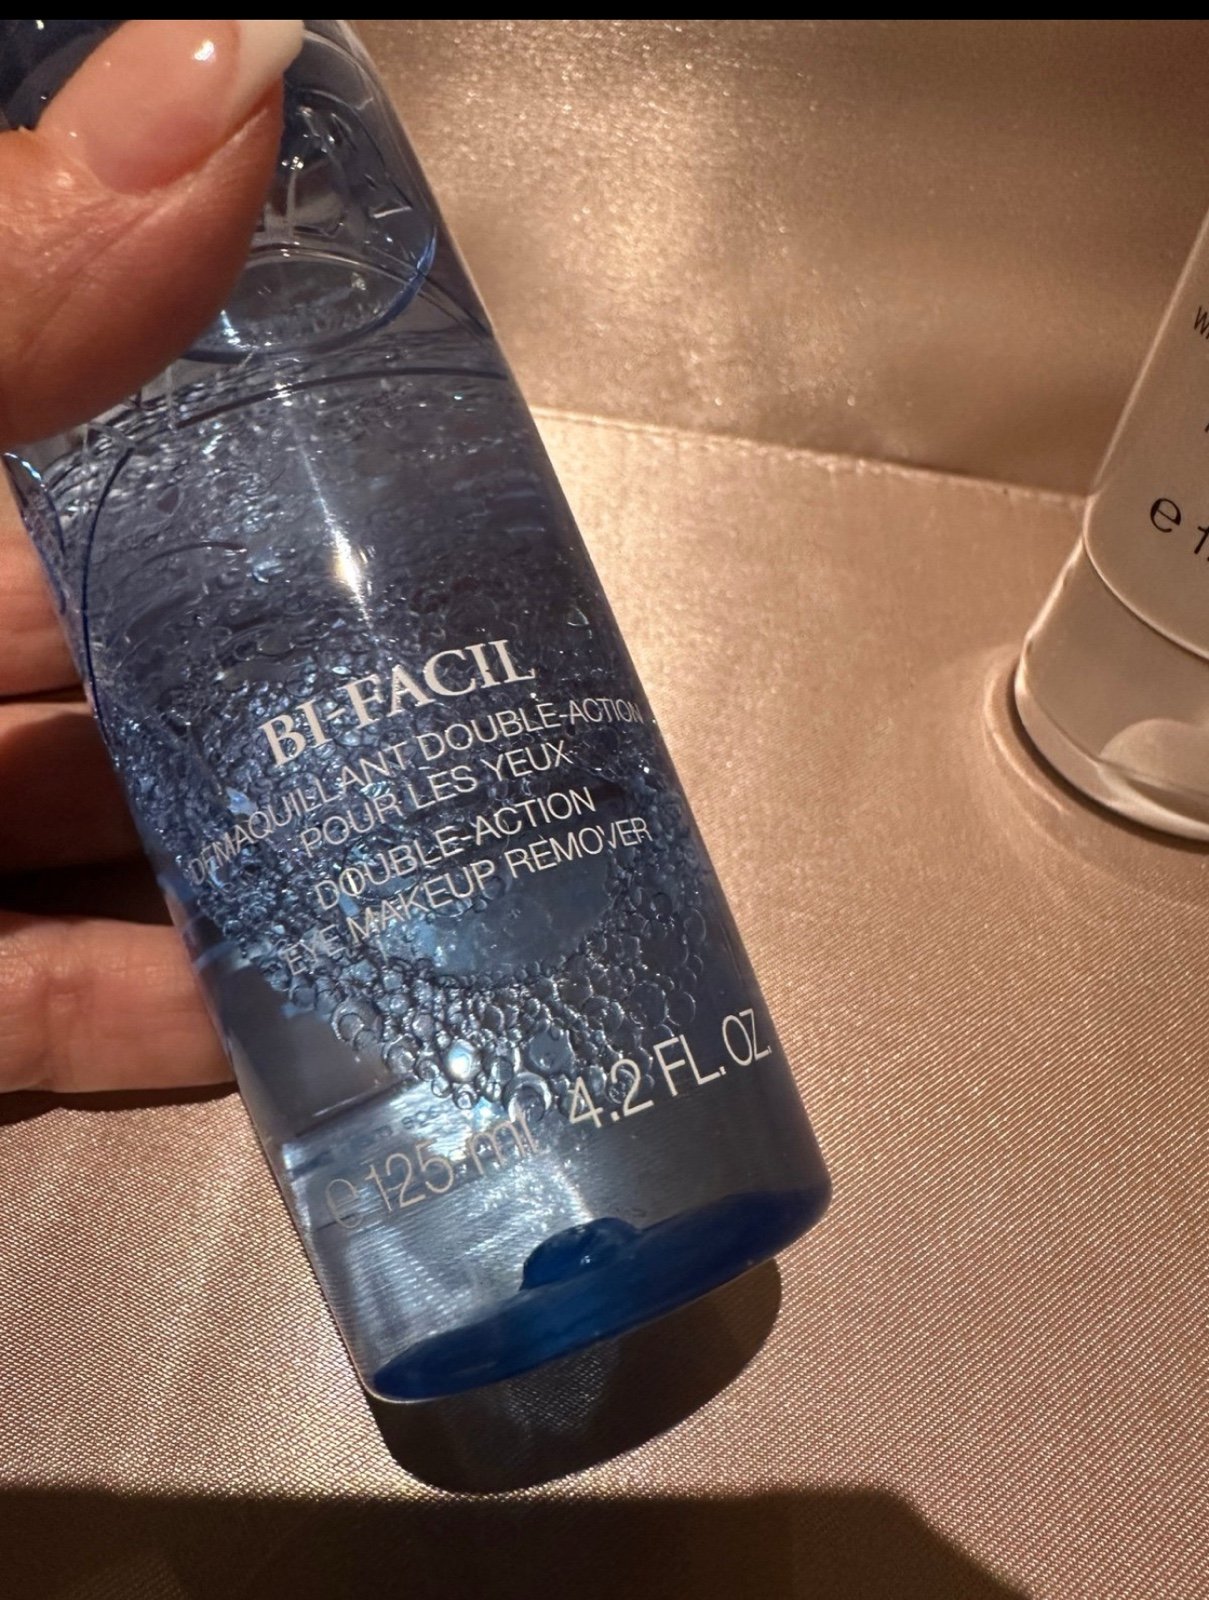 BI-FACIL
DÉMAQUILLANT DOUBLE-ACTION
POUR LES YEUX
DOUBLE-ACTION
EYE MAKEUP REMOVER
e 125 ml 4.2 FL. OZ.
e